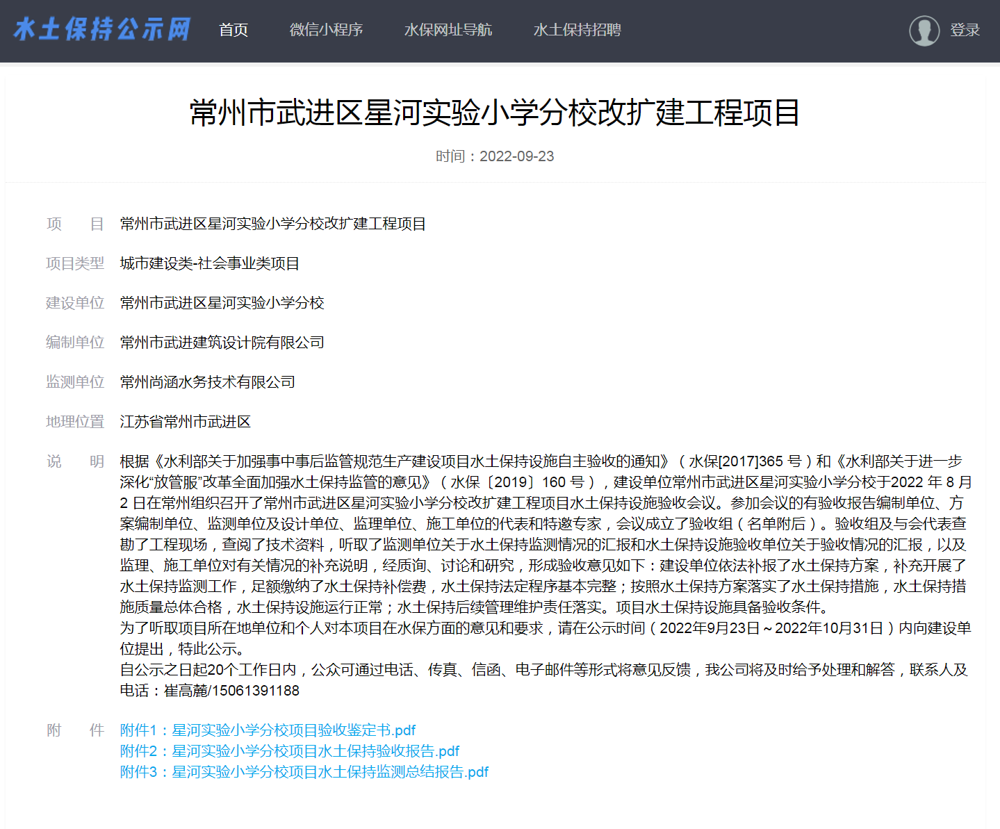 水土保持公示网 首页 微信小程序 水保网址导航 水土保持招聘 登录
常州市武进区星河实验小学分校改扩建工程项目
时间：2022-09-23
项 目 常州市武进区星河实验小学分校改扩建工程项目
项目类型 城市建设类-社会事业类项目
建设单位 常州市武进区星河实验小学分校
编制单位 常州市武进建筑设计院有限公司
监测单位 常州尚涵水务技术有限公司
地理位置 江苏省常州市武进区
说 明 根据《水利部关于加强事中事后监管规范生产建设项目水土保持设施自主验收的通知》（水保[2017]365 号）和《水利部关于进一步
深化“放管服”改革全面加强水土保持监管的意见》（水保〔2019〕160 号），建设单位常州市武进区星河实验小学分校于2022 年 8 月
2 日在常州组织召开了常州市武进区星河实验小学分校改扩建工程项目水土保持设施验收会议。参加会议的有验收报告编制单位、方
案编制单位、监测单位及设计单位、监理单位、施工单位的代表和特邀专家，会议成立了验收组（名单附后）。验收组及与会代表查
勘了工程现场，查阅了技术资料，听取了监测单位关于水土保持监测情况的汇报和水土保持设施验收单位关于验收情况的汇报，以及
监理、施工单位对有关情况的补充说明，经质询、讨论和研究，形成验收意见如下：建设单位依法补报了水土保持方案，补充开展了
水土保持监测工作，足额缴纳了水土保持补偿费，水土保持法定程序基本完整；按照水土保持方案落实了水土保持措施，水土保持措
施质量总体合格，水土保持设施运行正常；水土保持后续管理维护责任落实。项目水土保持设施具备验收条件。
为了听取项目所在地单位和个人对本项目在水保方面的意见和要求，请在公示时间（2022年9月23日～2022年10月31日）内向建设单
位提出，特此公示。
自公示之日起20个工作日内，公众可通过电话、传真、信函、电子邮件等形式将意见反馈，我公司将及时给予处理和解答，联系人及
电话：崔高麓/15061391188
附 件 附件1：星河实验小学分校项目验收鉴定书.pdf
附件2：星河实验小学分校项目水土保持验收报告.pdf
附件3：星河实验小学分校项目水土保持监测总结报告.pdf